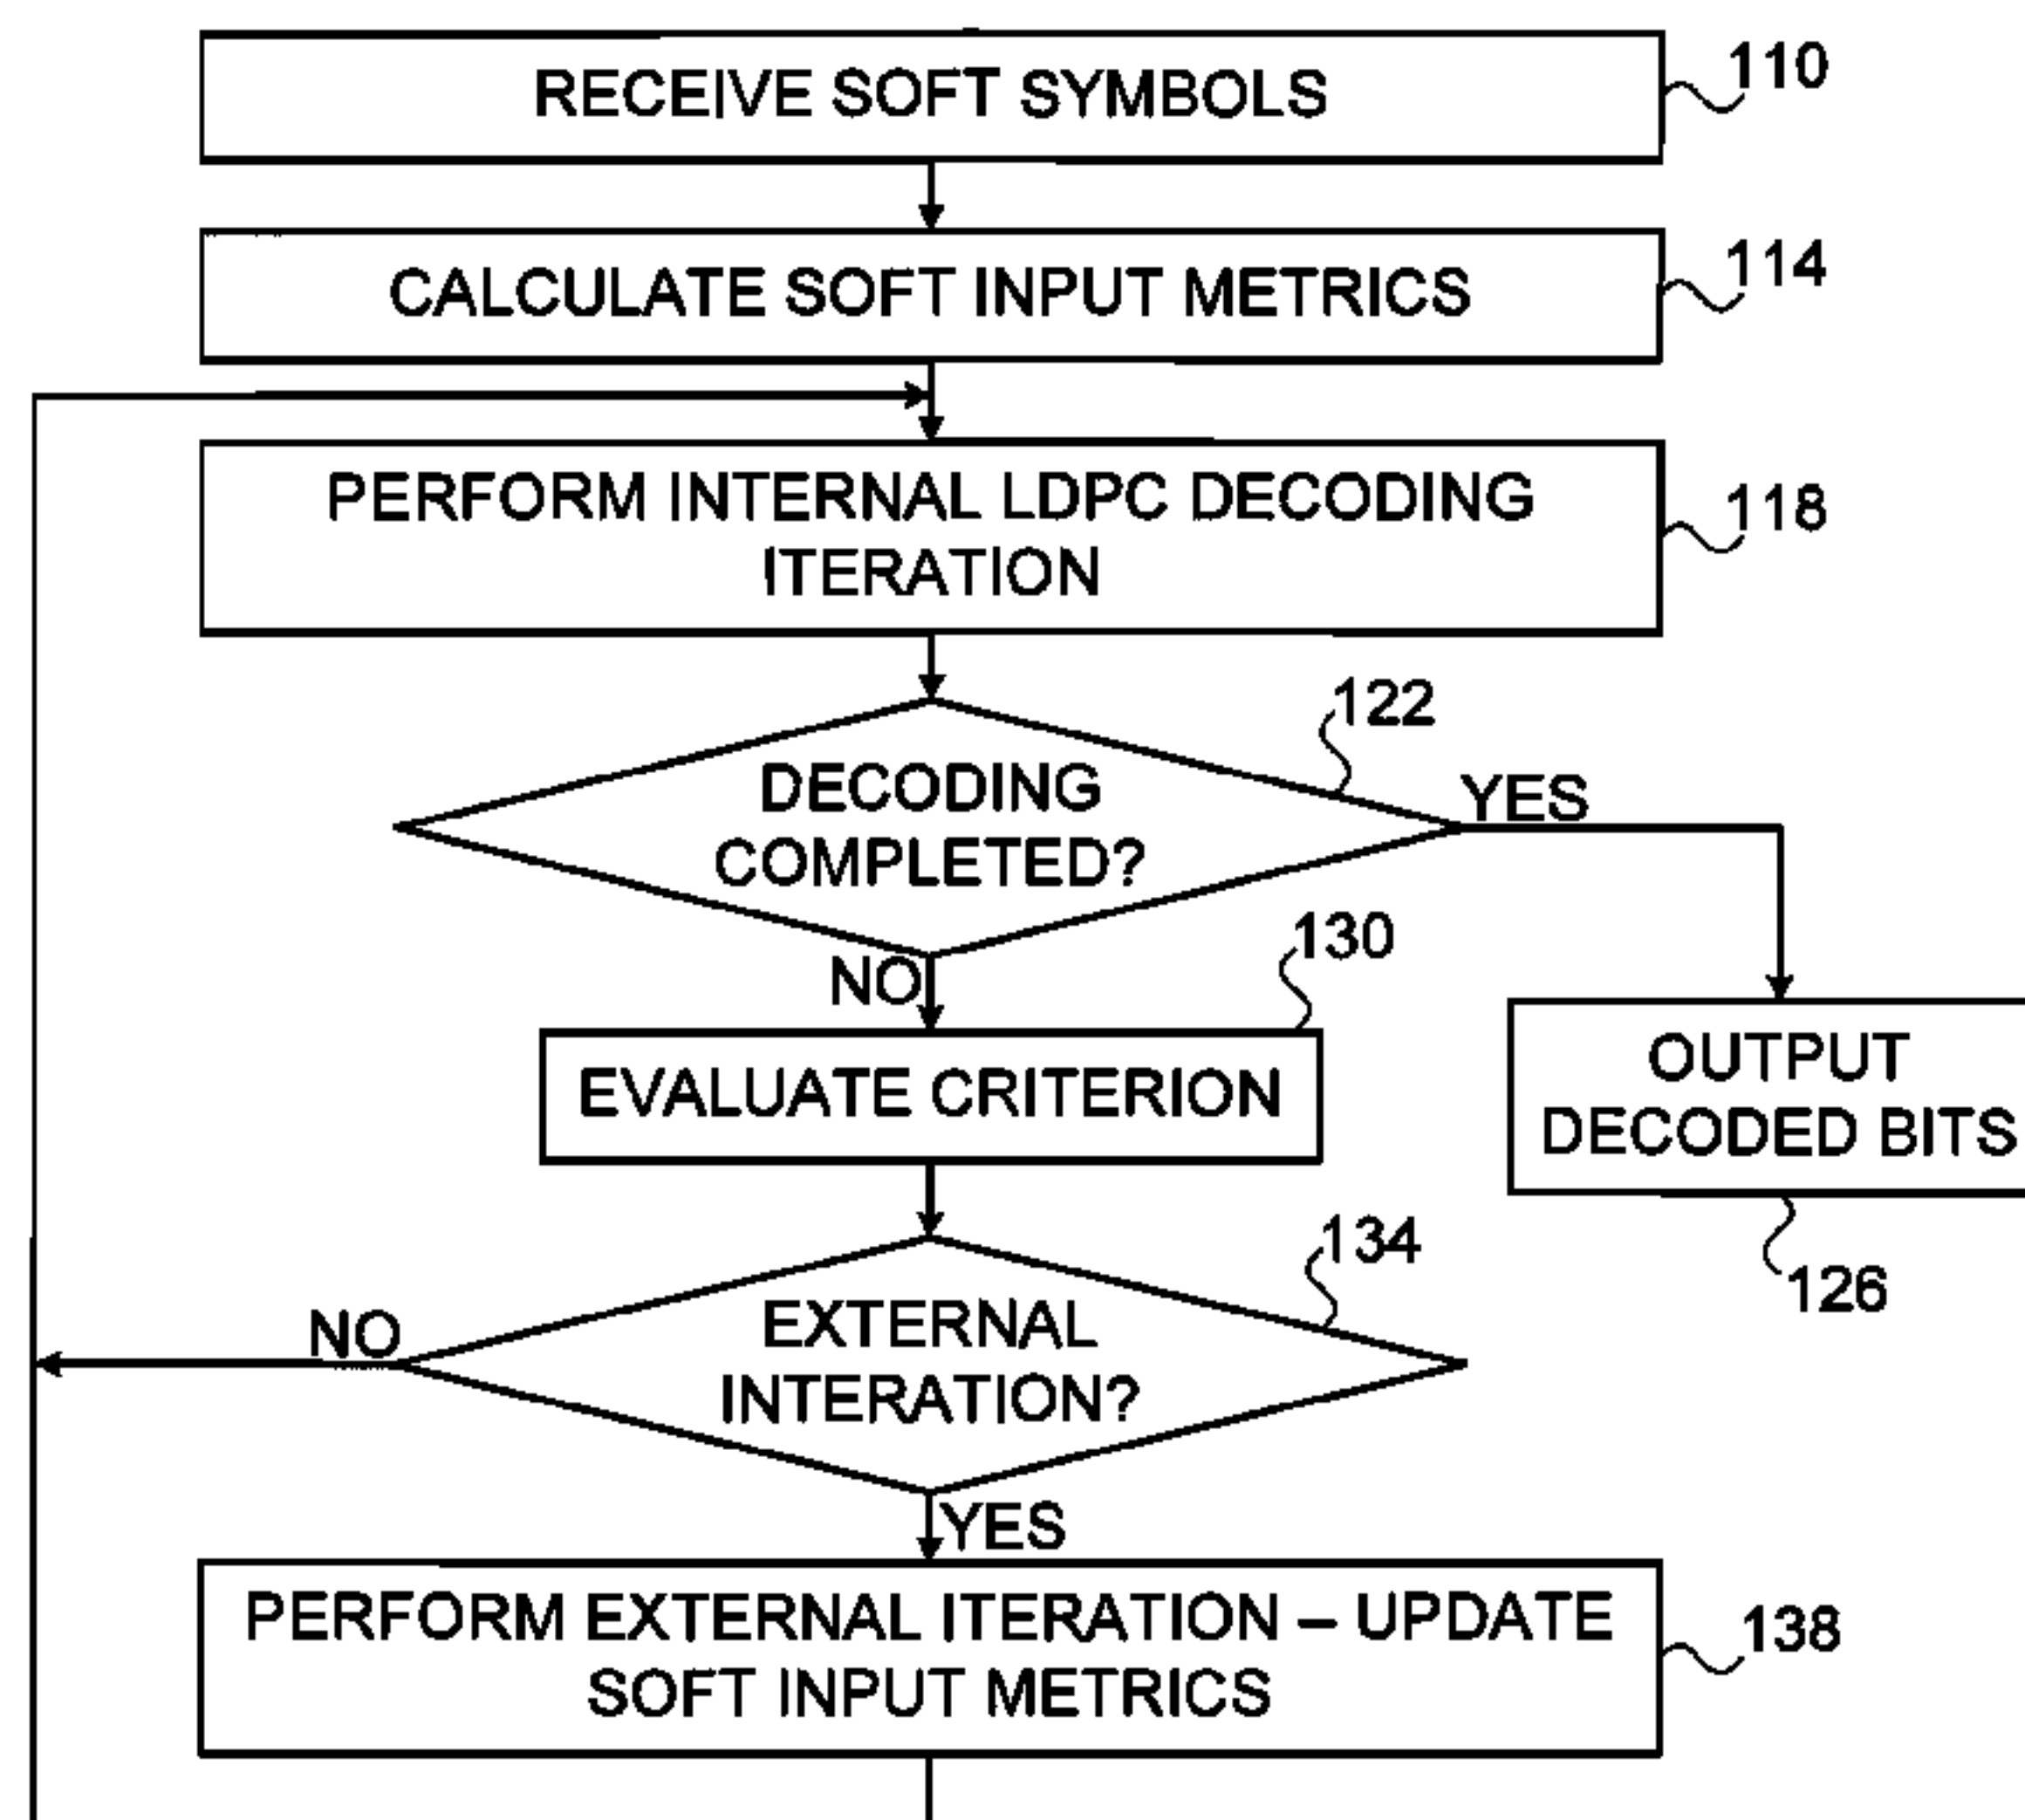 RECEIVE SOFT SYMBOLS
110
CALCULATE SOFT INPUT METRICS
114
PERFORM INTERNAL LDPC DECODING
ITERATION
118
122
DECODING
COMPLETED?
YES
NO
130
EVALUATE CRITERION
OUTPUT
DECODED BITS
126
134
EXTERNAL
INTERATION?
NO
YES
PERFORM EXTERNAL ITERATION – UPDATE
SOFT INPUT METRICS
138